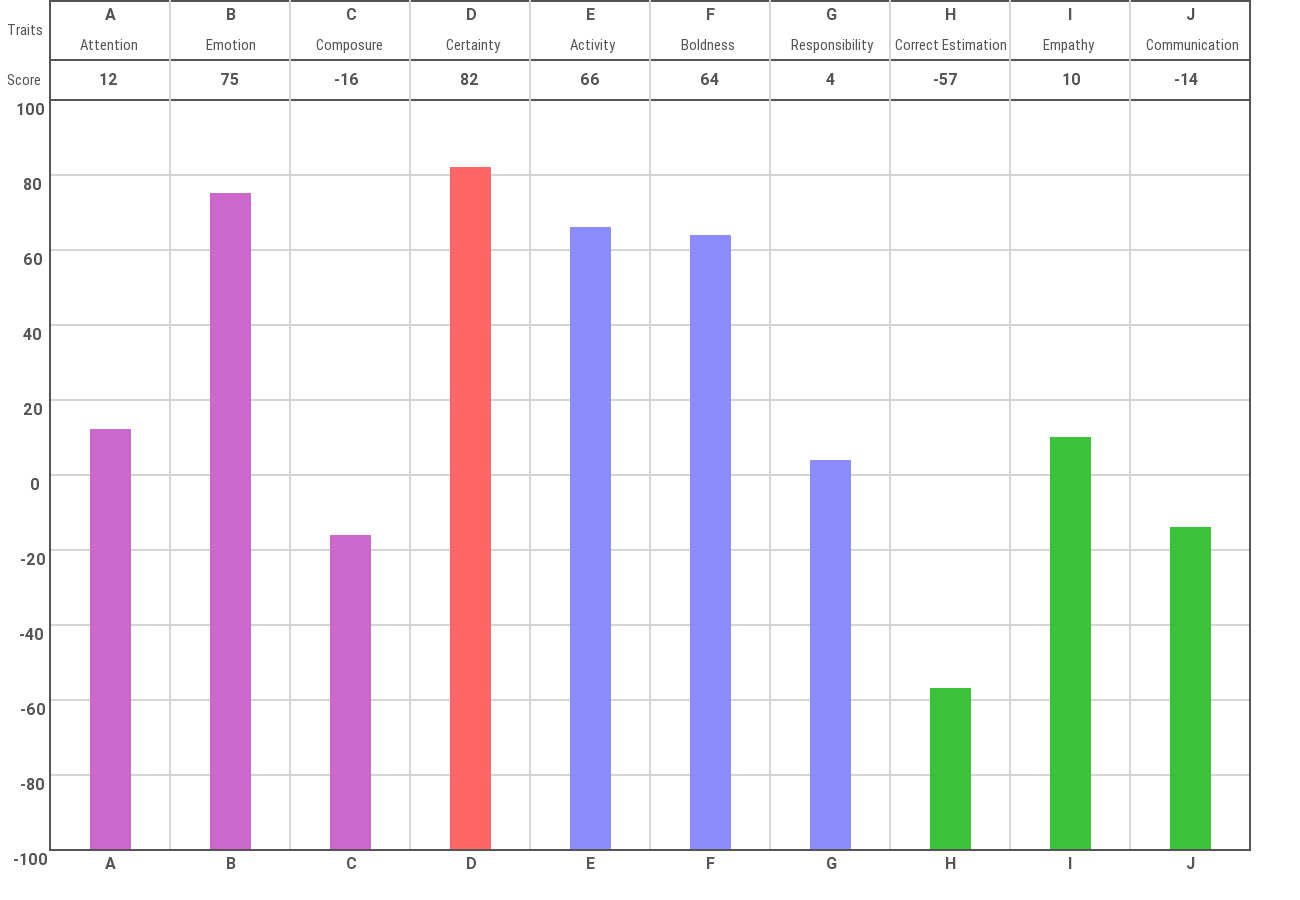 A B C D E F G H I J
Traits
Attention Emotion Composure Certainty Activity Boldness Responsibility Correct Estimation Empathy Communication
Score 12 75 -16 82 66 64 4 -57 10 -14
100
80
60
40
20
0
-20
-40
-60
-80
-100
A B C D E F G H I J